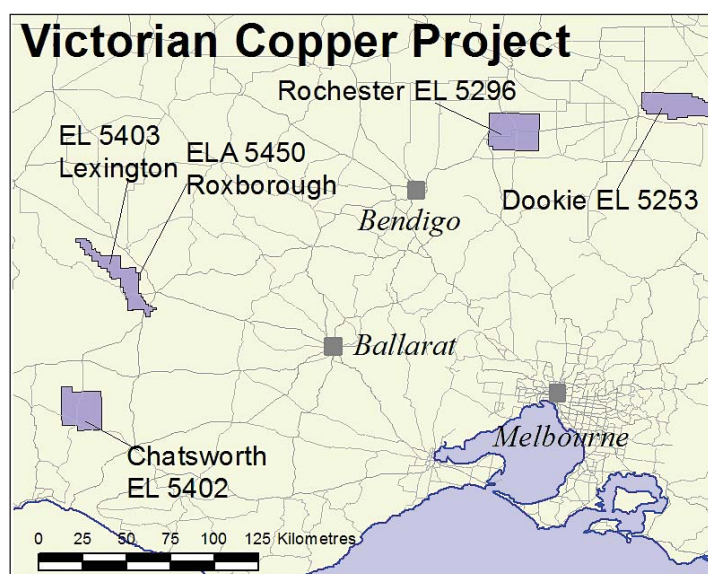 Victorian Copper Project
Rochester EL 5296
EL 5403
Lexington
ELA 5450
Roxborough
Dookie EL 5253
Bendigo
Ballarat
Melbourne
Chatsworth
EL 5402
0 25 50 75 100 125 Kilometres